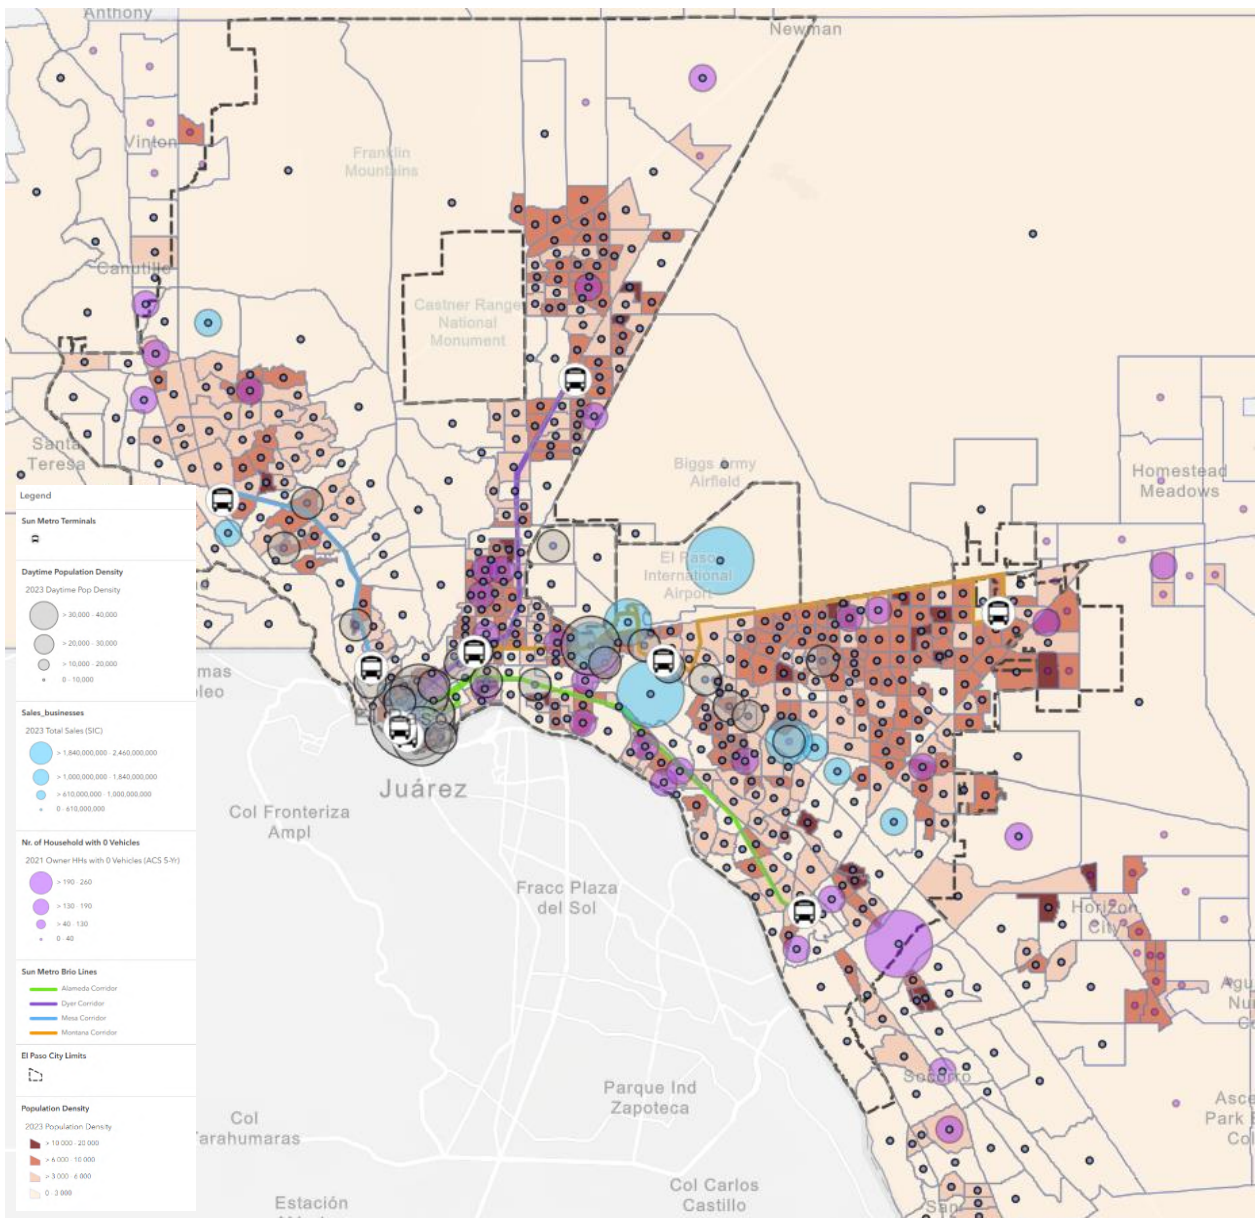 Anthony
Newman
Vinton
Franklin
Mountains
Canutillo
Castner Range
National
Monument
Santa
Teresa
Biggs Army
Airfield
Homestead
Meadows
El Paso
International
Airport
Juárez
Col Fronteriza
Ampl
Fracc Plaza
del Sol
Horizon
City
Socorro
Parque Ind
Zapoteca
Col
Col Carlos
Castillo
Estación
San
Legend
Sun Metro Terminals
Daytime Population Density
2023 Daytime Pop Density
> 30,000 - 40,000
> 20,000 - 30,000
> 10,000 - 20,000
0 - 10,000
Sales_businesses
2023 Total Sales (SIC)
> 1,840,000,000 - 2,460,000,000
> 1,000,000,000 - 1,840,000,000
> 610,000,000 - 1,000,000,000
0 - 610,000,000
Nr. of Household with 0 Vehicles
2021 Owner HHs with 0 Vehicles (ACS 5-Yr)
> 190 - 260
> 130 - 190
> 40 - 130
0 - 40
Sun Metro Brio Lines
Alameda Corridor
Dyer Corridor
Mesa Corridor
Montana Corridor
El Paso City Limits
Population Density
2023 Population Density
> 10 000 - 20 000
> 6 000 - 10 000
> 3 000 - 6 000
0 - 3 000